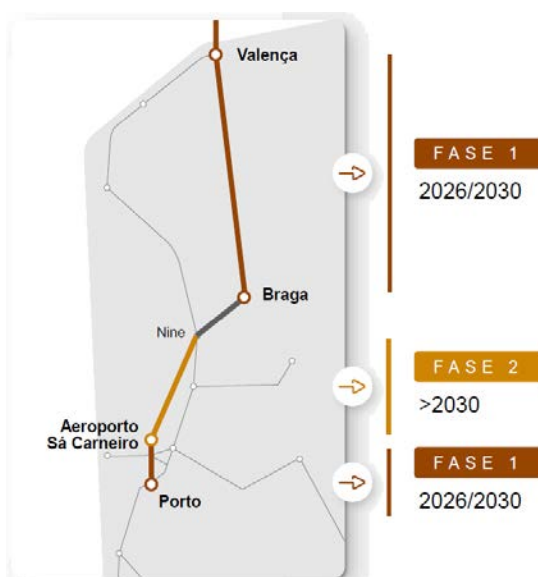 Valença
FASE 1
2026/2030
Braga
Nine
FASE 2
>2030
Aeroporto
Sá Carneiro
FASE 1
Porto
2026/2030